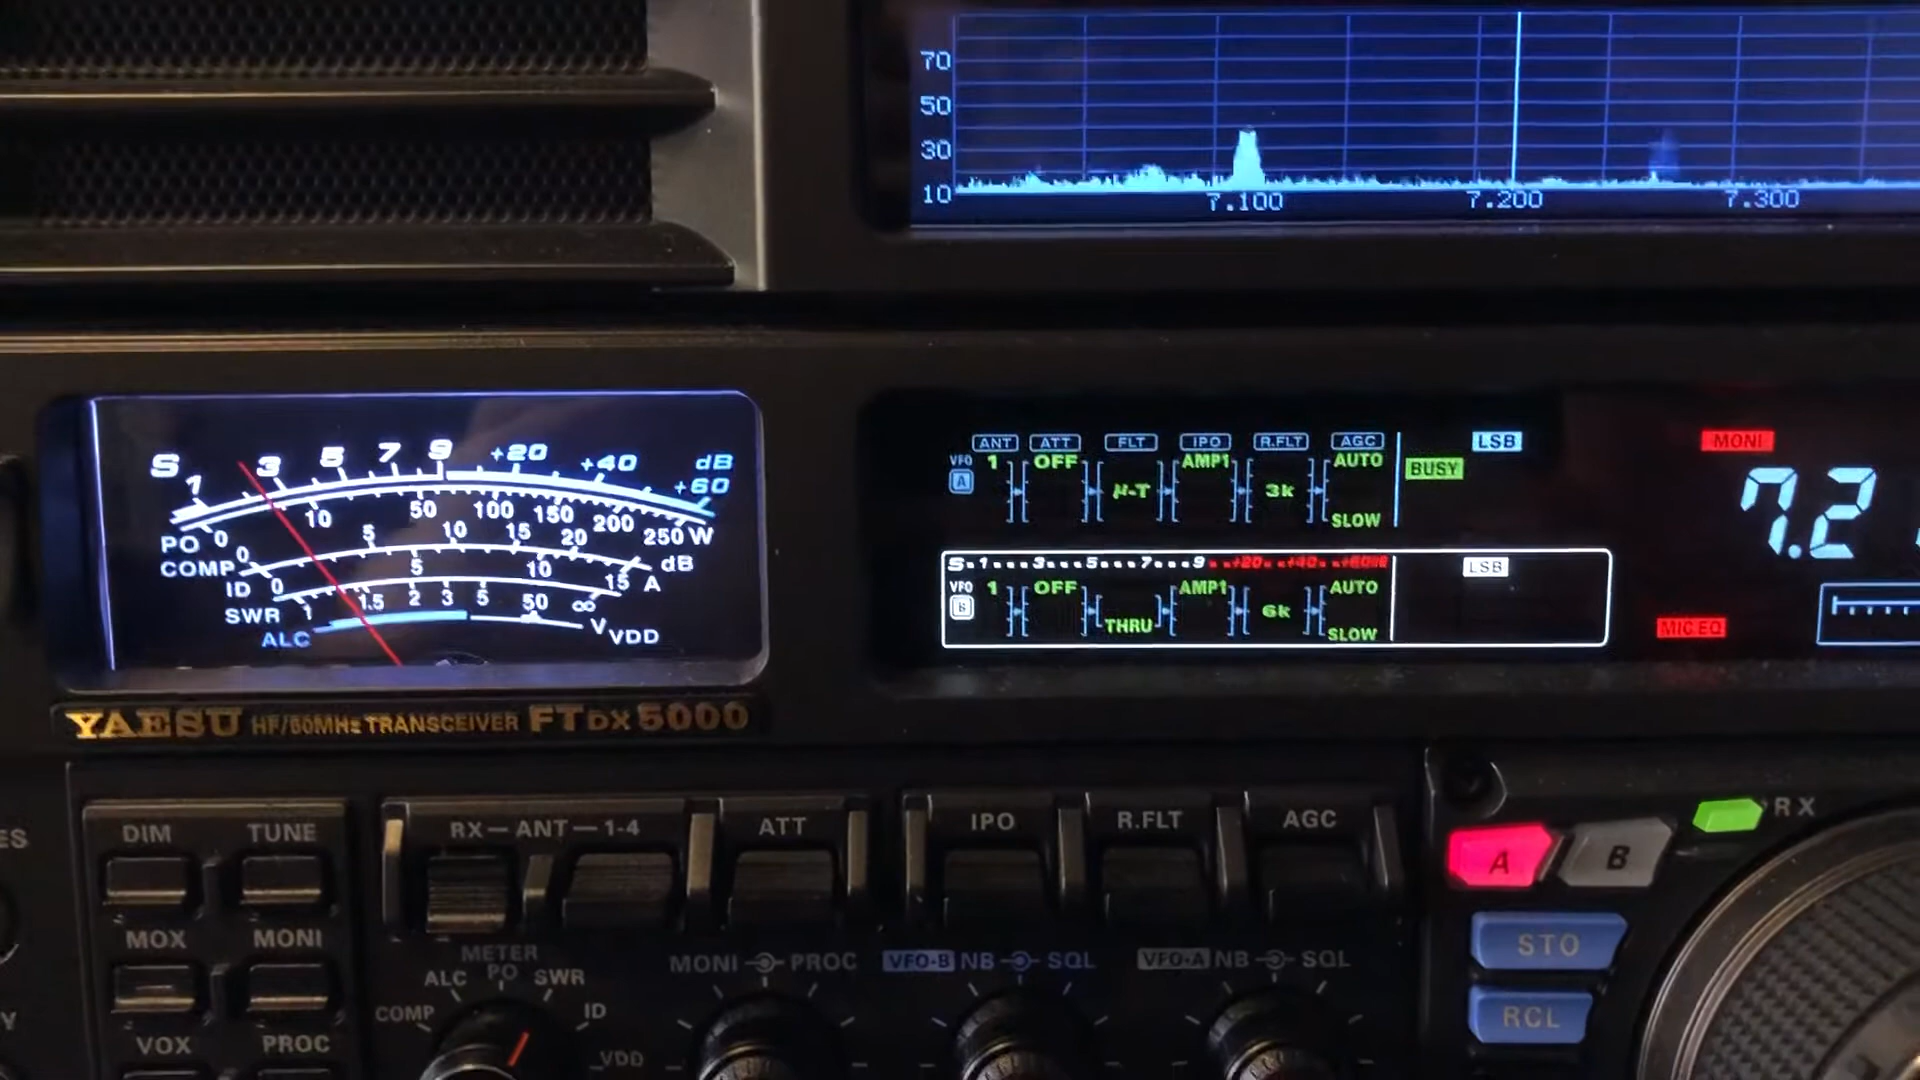 70
50
30
10
7.100 7.200 7.300
S 1 3 5 7 9 +20 +40 +60 dB
PO 0 10 50 100 150 200 250 W
COMP 0 5 10 15 20 dB
ID 0 5 10 15 A
SWR 1 1.5 2 3 5 50 ∞
ALC V VDD
YAESU HF/50MHz TRANSCEIVER FTDX 5000
ANT ATT FLT IPO R.FLT AGC
VFO A 1 OFF μ-T AMP1 3k AUTO SLOW
BUSY
LSB
MONI
7.2
S 1 3 5 7 9 +20 +40 +60dB
VFO B 1 OFF THRU AMP1 6k AUTO SLOW
LSB
MIC EQ
DIM TUNE
MOX MONI
VOX PROC
RX-ANT-1-4 ATT
IPO R.FLT AGC
METER
COMP ALC PO SWR ID VDD
MONI PROC
VFO-B NB SQL
VFO-A NB SQL
A B RX
STO
RCL
ES
Y